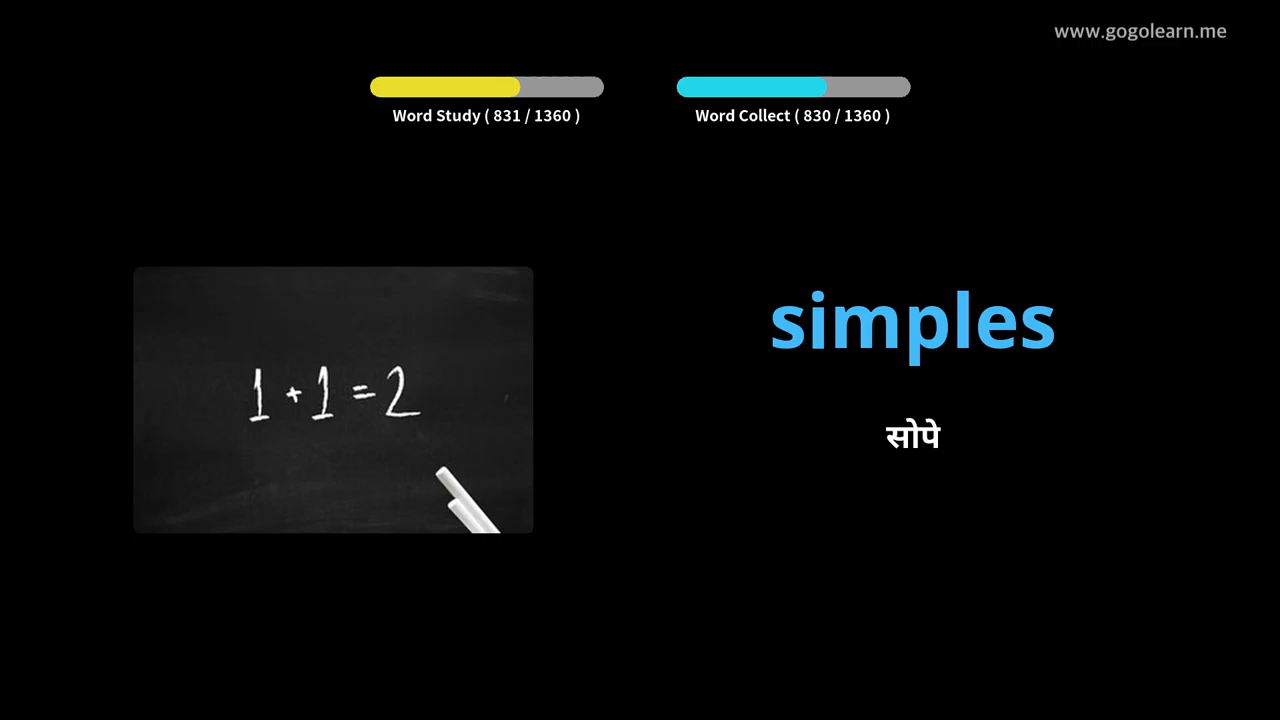 www.gogolearn.me
Word Study ( 831 / 1360 )
Word Collect ( 830 / 1360 )
1 + 1 = 2
simples
सोपे